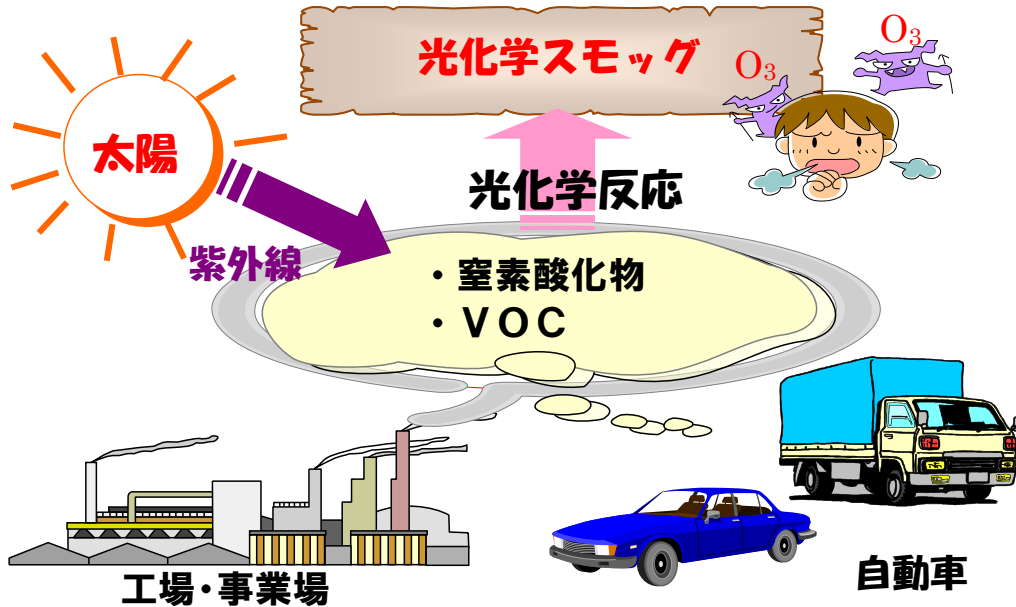 光化学スモッグ
O₃
O₃
太陽
光化学反応
紫外線
・窒素酸化物
・VOC
工場・事業場
自動車